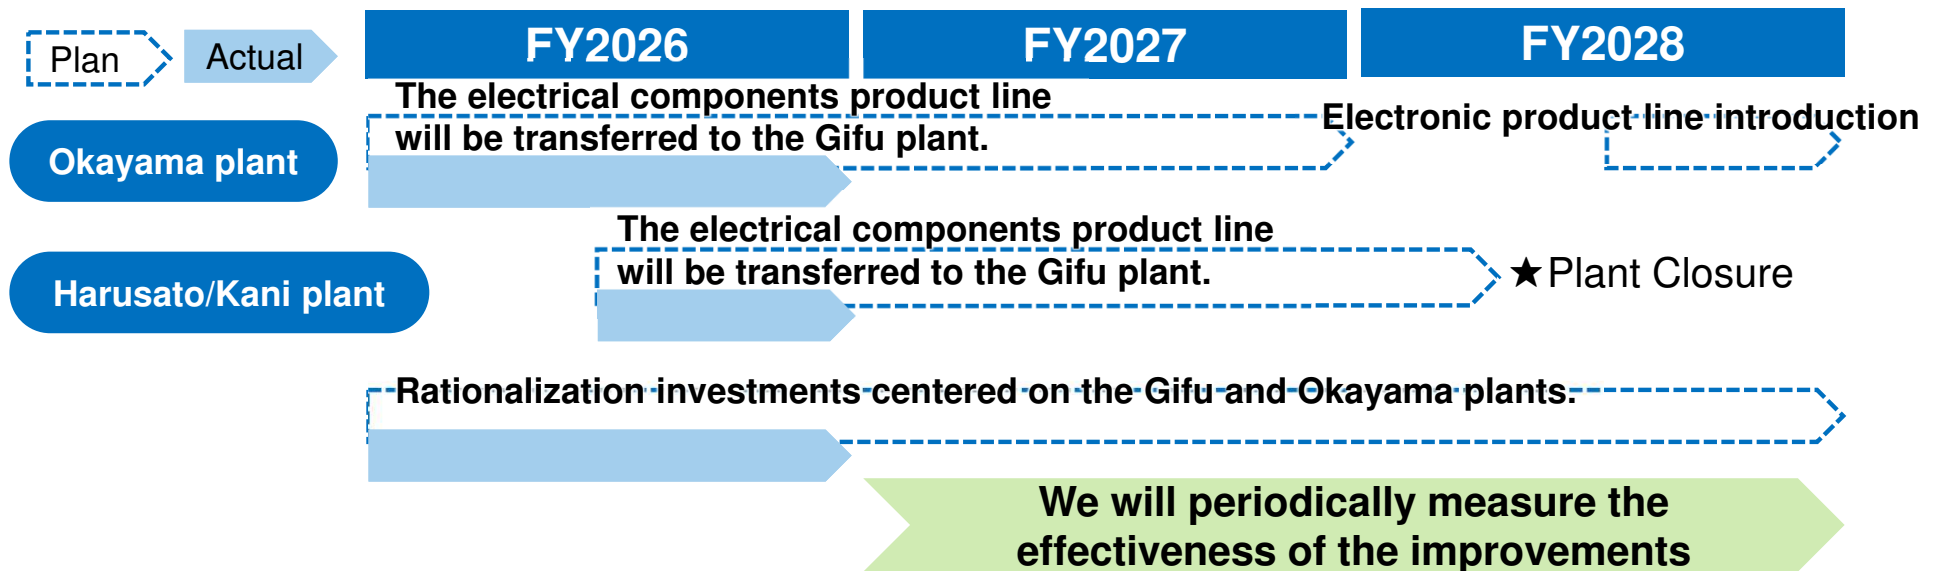 Plan
Actual
FY2026
FY2027
FY2028
The electrical components product line
will be transferred to the Gifu plant.
Electronic product line introduction
Okayama plant
The electrical components product line
will be transferred to the Gifu plant.
★Plant Closure
Harusato/Kani plant
Rationalization investments centered on the Gifu and Okayama plants.
We will periodically measure the
effectiveness of the improvements